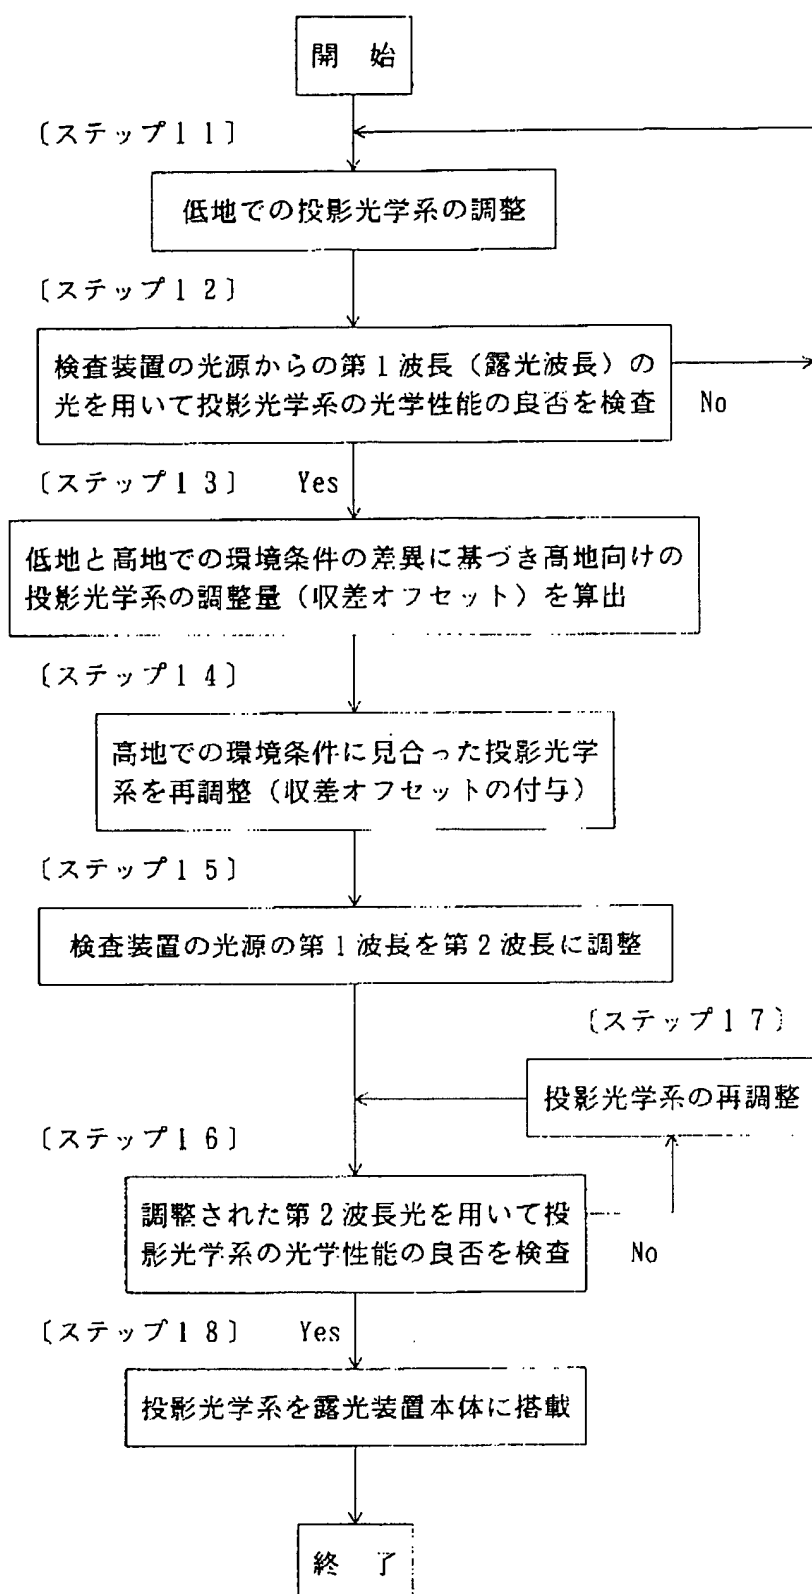 開 始
〔ステップ１１〕
低地での投影光学系の調整
〔ステップ１２〕
検査装置の光源からの第１波長（露光波長）の
光を用いて投影光学系の光学性能の良否を検査
No
〔ステップ１３〕 Yes
低地と高地での環境条件の差異に基づき高地向けの
投影光学系の調整量（収差オフセット）を算出
〔ステップ１４〕
高地での環境条件に見合った投影光学
系を再調整（収差オフセットの付与）
〔ステップ１５〕
検査装置の光源の第１波長を第２波長に調整
〔ステップ１７〕
投影光学系の再調整
〔ステップ１６〕
調整された第２波長光を用いて投
影光学系の光学性能の良否を検査
No
〔ステップ１８〕 Yes
投影光学系を露光装置本体に搭載
終 了